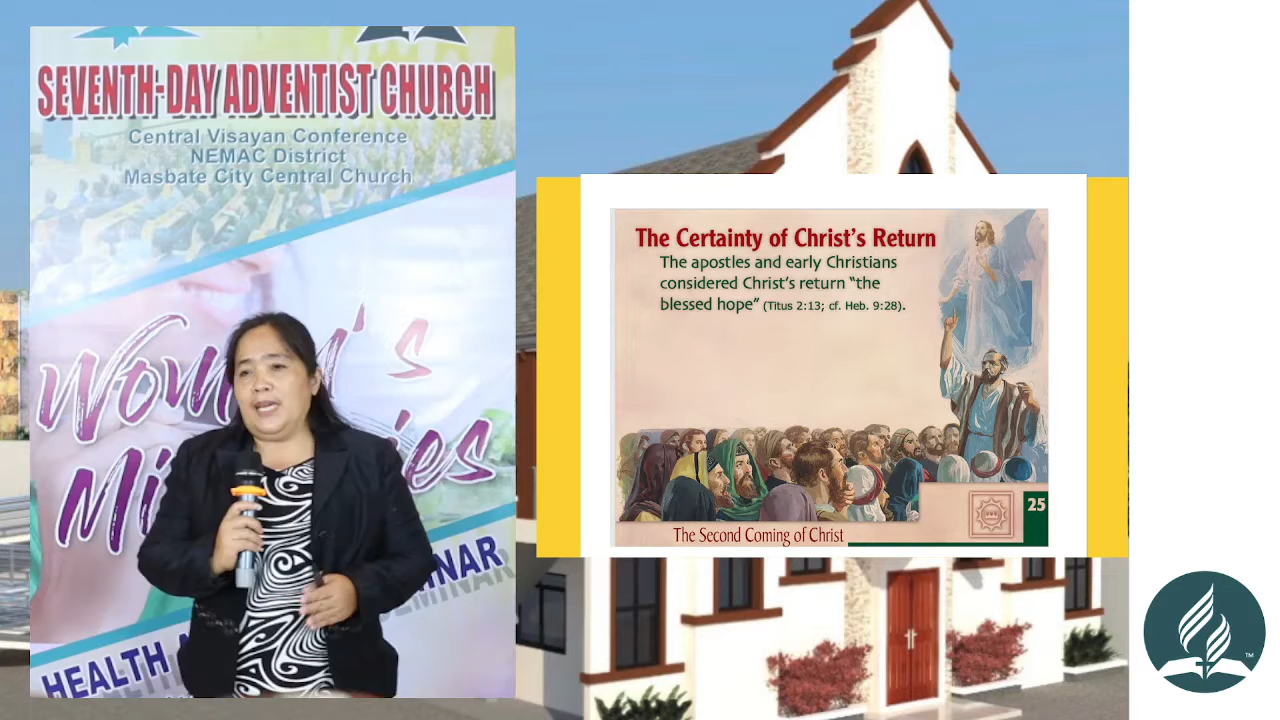 SEVENTH-DAY ADVENTIST CHURCH
Central Visayan Conference
NEMAC District
Masbate City Central Church
HEALTH
The Certainty of Christ's Return
The apostles and early Christians
considered Christ's return "the
blessed hope" (Titus 2:13; cf. Heb. 9:28).
25
The Second Coming of Christ
TM